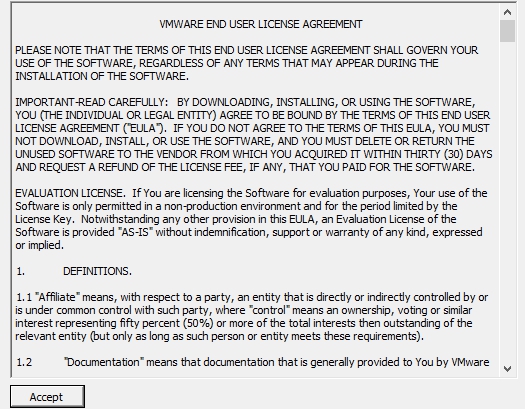 VMWARE END USER LICENSE AGREEMENT
PLEASE NOTE THAT THE TERMS OF THIS END USER LICENSE AGREEMENT SHALL GOVERN YOUR
USE OF THE SOFTWARE, REGARDLESS OF ANY TERMS THAT MAY APPEAR DURING THE
INSTALLATION OF THE SOFTWARE.
IMPORTANT-READ CAREFULLY:   BY DOWNLOADING, INSTALLING, OR USING THE SOFTWARE,
YOU (THE INDIVIDUAL OR LEGAL ENTITY) AGREE TO BE BOUND BY THE TERMS OF THIS END USER
LICENSE AGREEMENT ("EULA").  IF YOU DO NOT AGREE TO THE TERMS OF THIS EULA, YOU MUST
NOT DOWNLOAD, INSTALL, OR USE THE SOFTWARE, AND YOU MUST DELETE OR RETURN THE
UNUSED SOFTWARE TO THE VENDOR FROM WHICH YOU ACQUIRED IT WITHIN THIRTY (30) DAYS
AND REQUEST A REFUND OF THE LICENSE FEE, IF ANY, THAT YOU PAID FOR THE SOFTWARE.
EVALUATION LICENSE.  If You are licensing the Software for evaluation purposes, Your use of the
Software is only permitted in a non-production environment and for the period limited by the
License Key.  Notwithstanding any other provision in this EULA, an Evaluation License of the
Software is provided "AS-IS" without indemnification, support or warranty of any kind, expressed
or implied.
1.      DEFINITIONS.
1.1 "Affiliate" means, with respect to a party, an entity that is directly or indirectly controlled by or
is under common control with such party, where "control" means an ownership, voting or similar
interest representing fifty percent (50%) or more of the total interests then outstanding of the
relevant entity (but only as long as such person or entity meets these requirements).
1.2      "Documentation" means that documentation that is generally provided to You by VMware
Accept